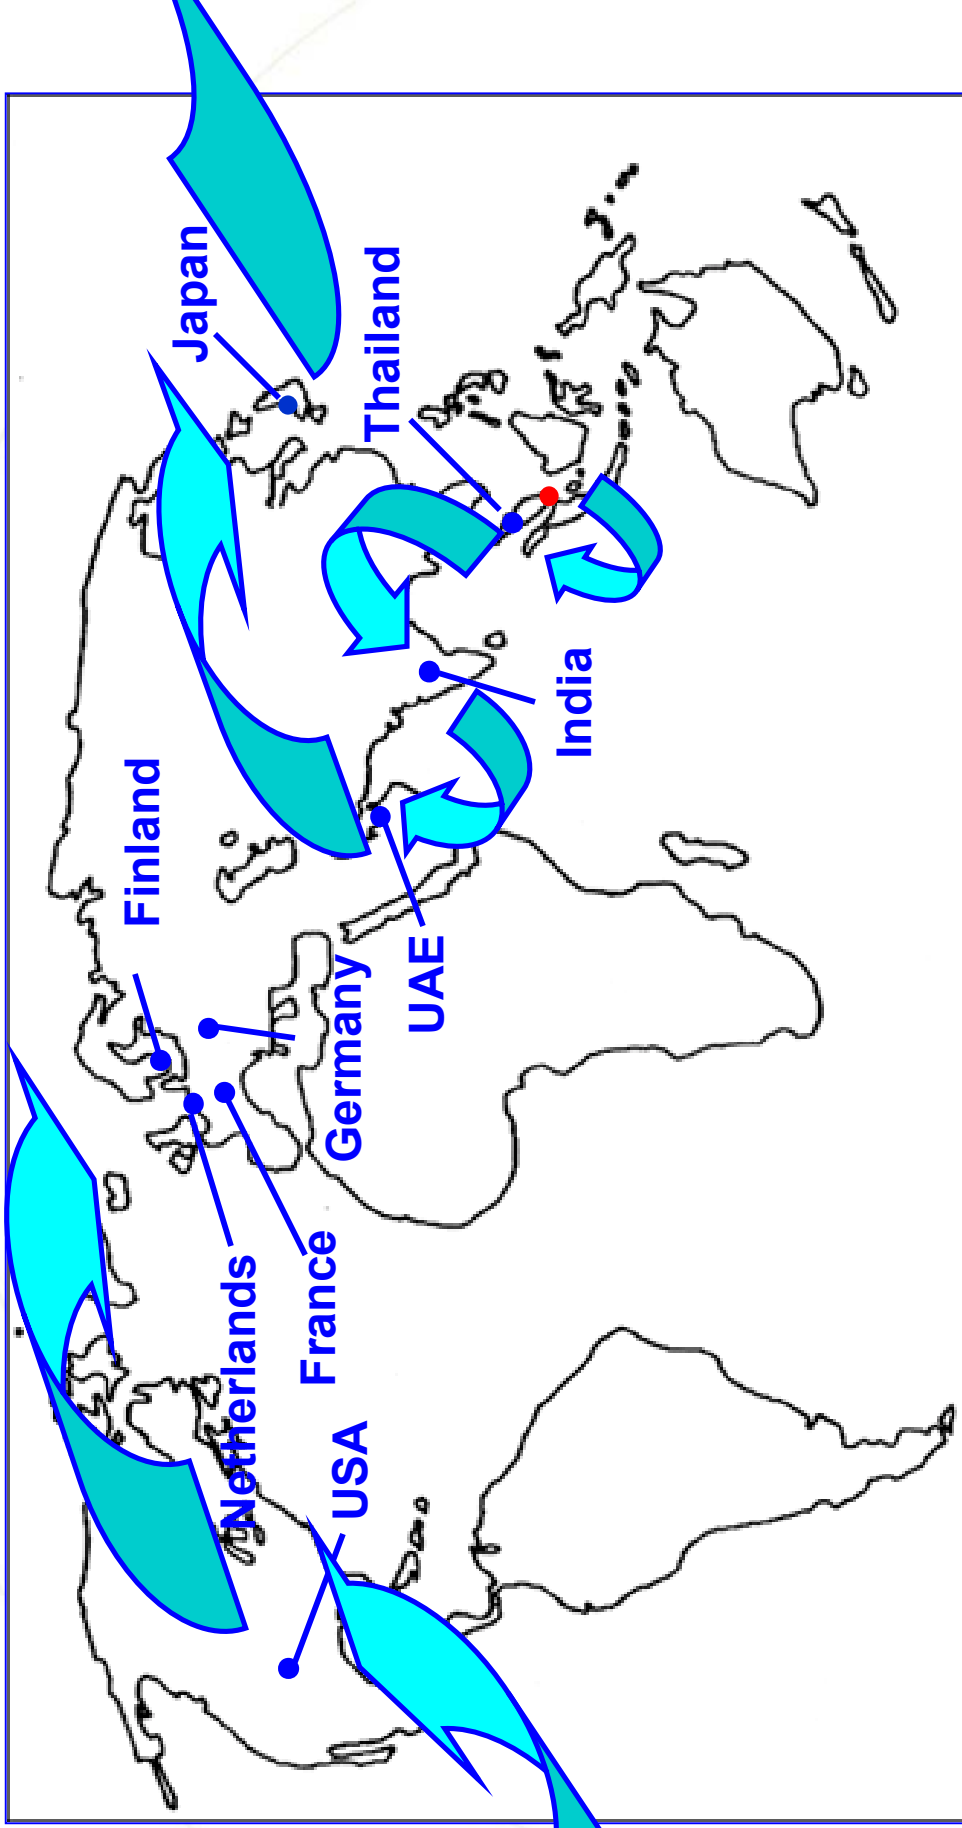 Japan
Thailand
Finland
India
UAE
Germany
Netherlands
France
USA